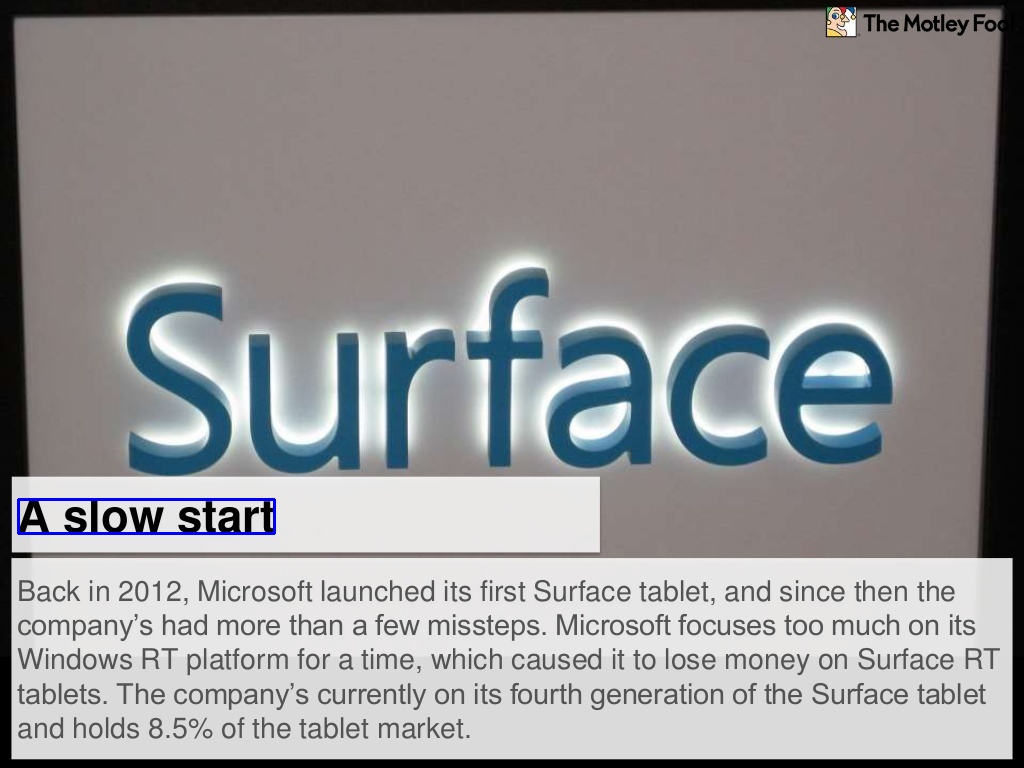 The Motley Fool
Surface
A slow start
Back in 2012, Microsoft launched its first Surface tablet, and since then the
company’s had more than a few missteps. Microsoft focuses too much on its
Windows RT platform for a time, which caused it to lose money on Surface RT
tablets. The company’s currently on its fourth generation of the Surface tablet
and holds 8.5% of the tablet market.